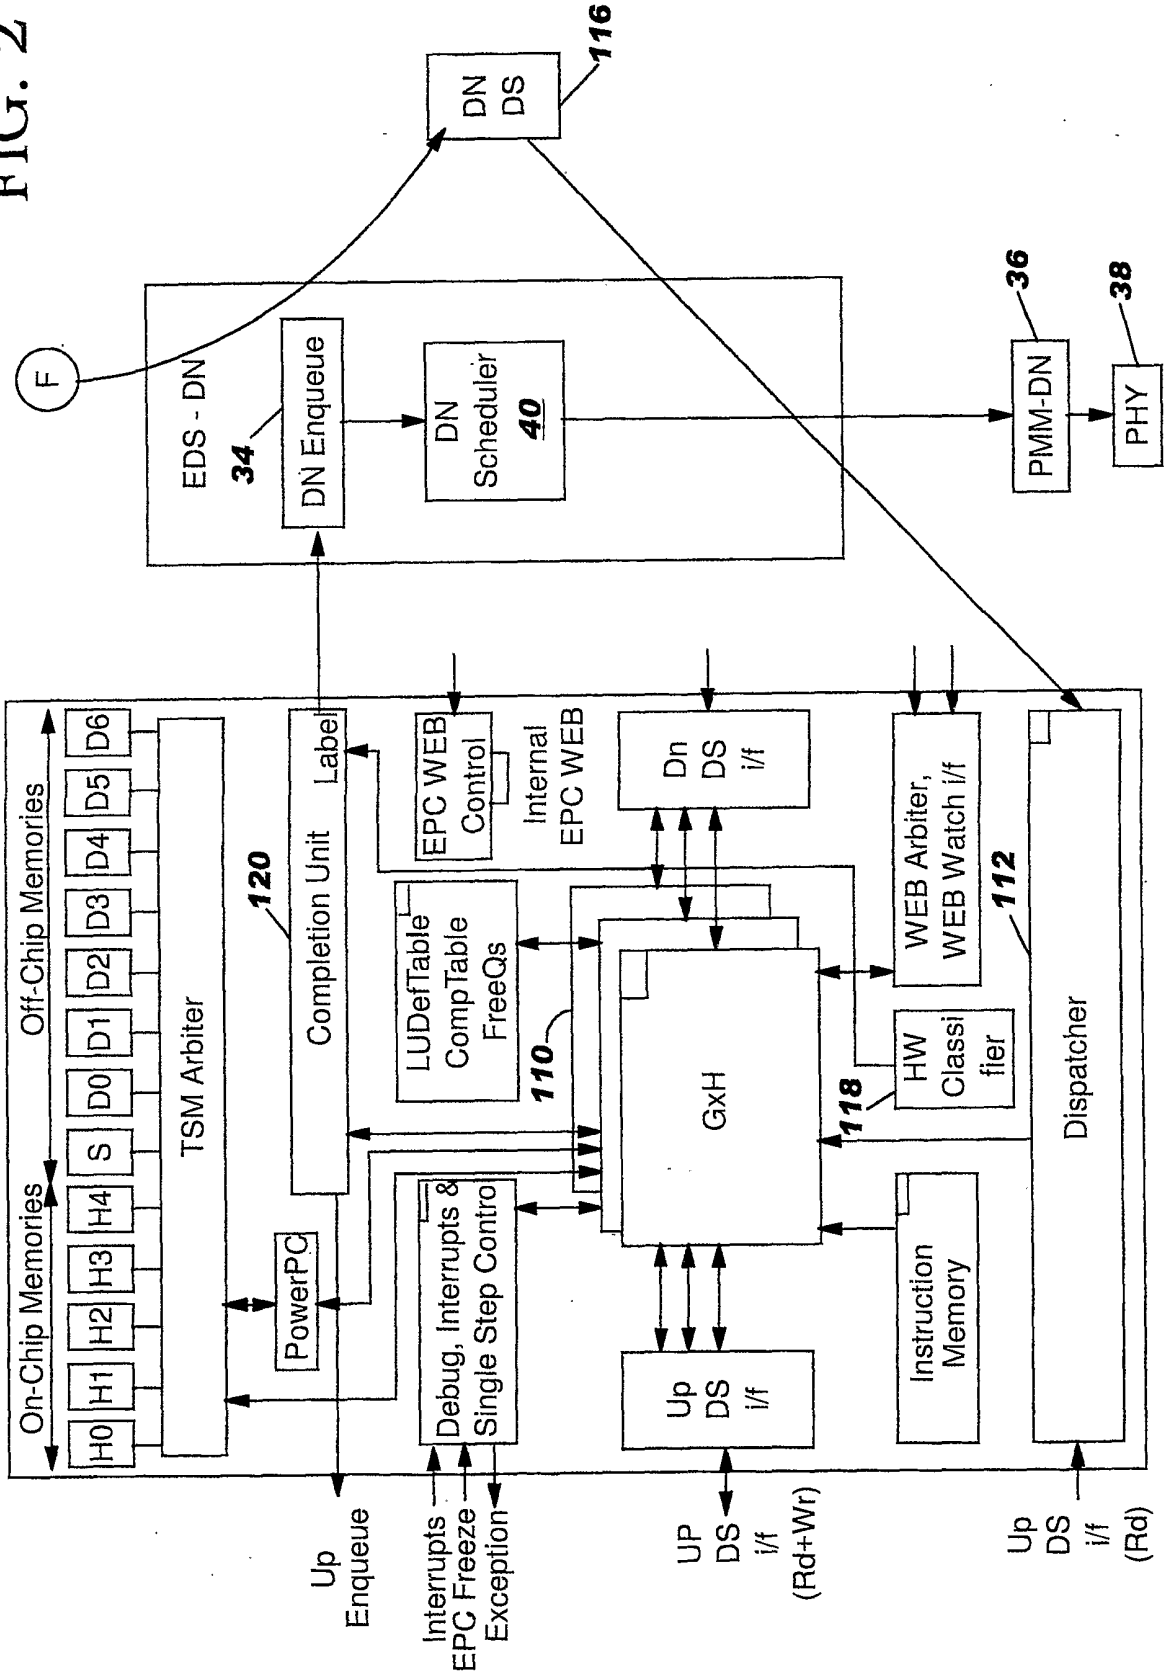 FIG. 2
F
On-Chip Memories
Off-Chip Memories
H0
H1
H2
H3
H4
S
D0
D1
D2
D3
D4
D5
D6
TSM Arbiter
PowerPC
120
Completion Unit
Label
Up
Enqueue
EDS - DN
34
DN Enqueue
DN
Scheduler
40
DN
DS
116
PMM-DN
36
PHY
38
Interrupts
EPC Freeze
Exception
Debug, Interrupts &
Single Step Control
LUDefTable
CompTable
FreeQs
EPC WEB
Control
Internal
EPC WEB
110
GxH
UP
DS
i/f
(Rd+Wr)
Up
DS
i/f
Dn
DS
i/f
Instruction
Memory
118
HW
Classi
fier
WEB Arbiter,
WEB Watch i/f
112
Dispatcher
Up
DS
i/f
(Rd)